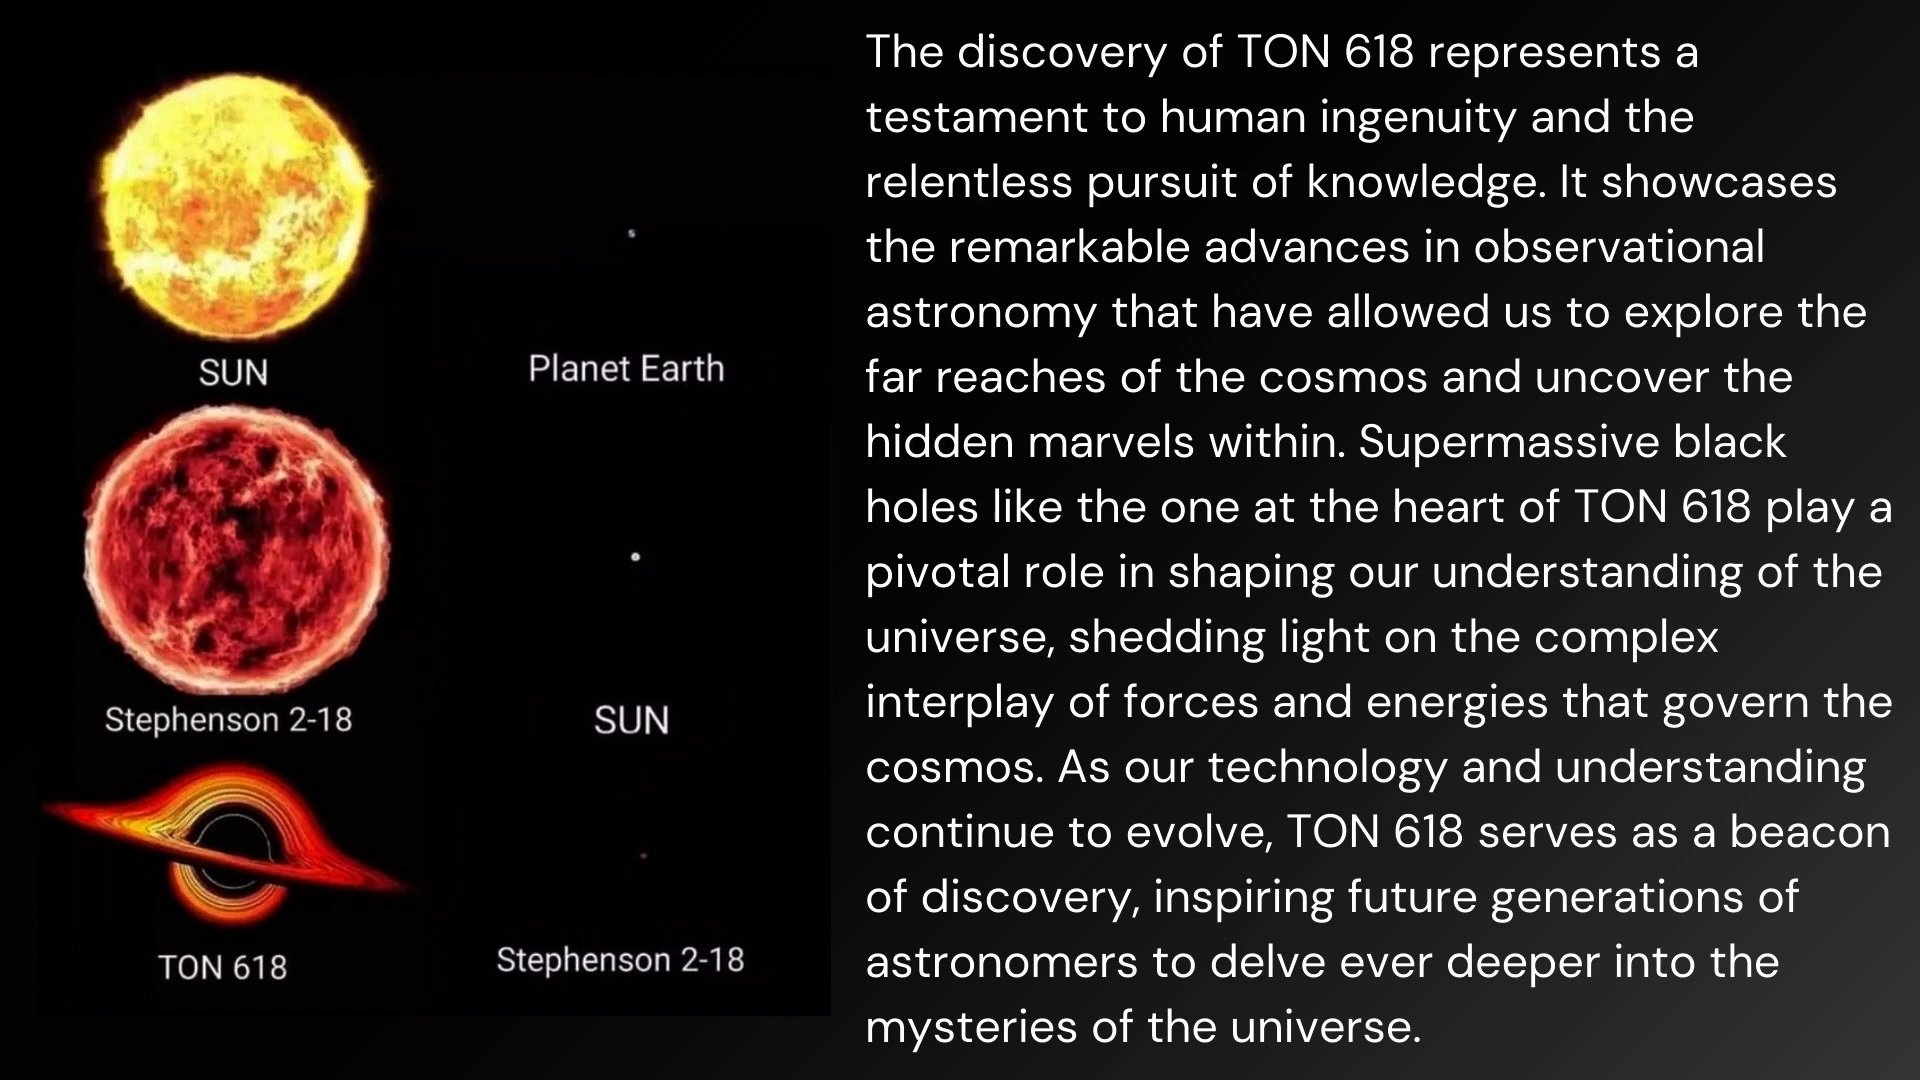 SUN
Planet Earth
Stephenson 2-18
SUN
TON 618
Stephenson 2-18
The discovery of TON 618 represents a
testament to human ingenuity and the
relentless pursuit of knowledge. It showcases
the remarkable advances in observational
astronomy that have allowed us to explore the
far reaches of the cosmos and uncover the
hidden marvels within. Supermassive black
holes like the one at the heart of TON 618 play a
pivotal role in shaping our understanding of the
universe, shedding light on the complex
interplay of forces and energies that govern the
cosmos. As our technology and understanding
continue to evolve, TON 618 serves as a beacon
of discovery, inspiring future generations of
astronomers to delve ever deeper into the
mysteries of the universe.